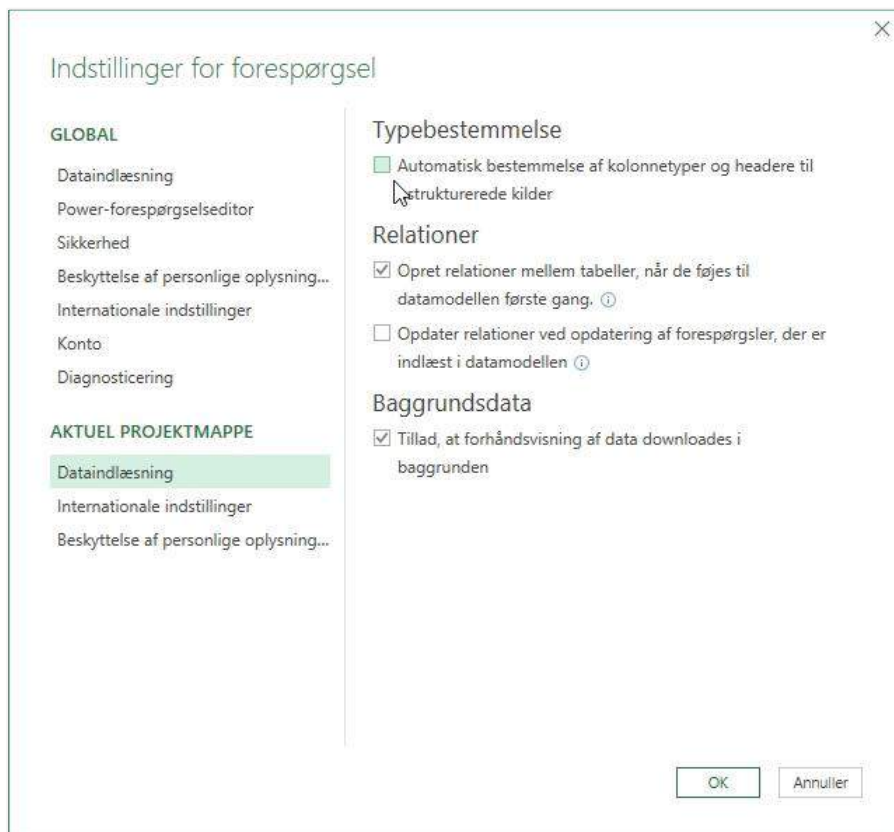 Indstillinger for forespørgsel
GLOBAL
Dataindlæsning
Power-forespørgselseditor
Sikkerhed
Beskyttelse af personlige oplysning...
Internationale indstillinger
Konto
Diagnosticering
AKTUEL PROJEKTMAPPE
Dataindlæsning
Internationale indstillinger
Beskyttelse af personlige oplysning...
Typebestemmelse
Automatisk bestemmelse af kolonnetyper og headere til
strukturerede kilder
Relationer
Opret relationer mellem tabeller, når de føjes til
datamodellen første gang.
Opdater relationer ved opdatering af forespørgsler, der er
indlæst i datamodellen
Baggrundsdata
Tillad, at forhåndsvisning af data downloades i
baggrunden
OK
Annuller